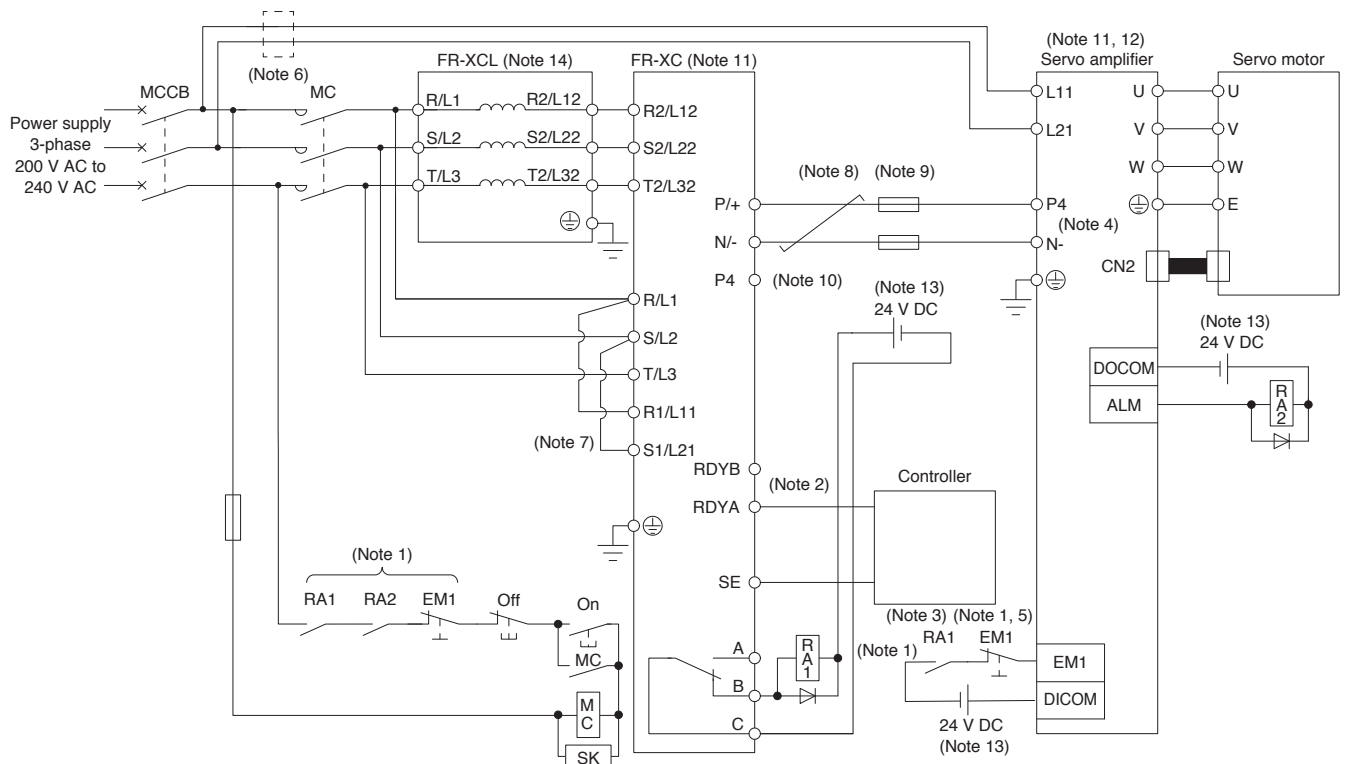 (Note 11, 12)
FR-XCL (Note 14)
FR-XC (Note 11)
Servo amplifier
Servo motor
(Note 6)
MCCB
MC
Power supply
3-phase
200 V AC to
240 V AC
R/L1
R2/L12
S/L2
S2/L22
T/L3
T2/L32
R2/L12
S2/L22
T2/L32
L11
L21
U
V
W
U
V
W
E
(Note 8)
(Note 9)
P/+
N/-
P4
(Note 10)
P4
(Note 4)
N-
CN2
(Note 13)
24 V DC
(Note 13)
24 V DC
R/L1
S/L2
T/L3
R1/L11
(Note 7)
S1/L21
DOCOM
ALM
RA2
RDYB
(Note 2)
RDYA
SE
Controller
(Note 1)
RA1
RA2
EM1
Off
On
MC
MC
SK
A
B
C
RA1
(Note 3)
(Note 1, 5)
(Note 1)
RA1
EM1
EM1
DICOM
24 V DC
(Note 13)